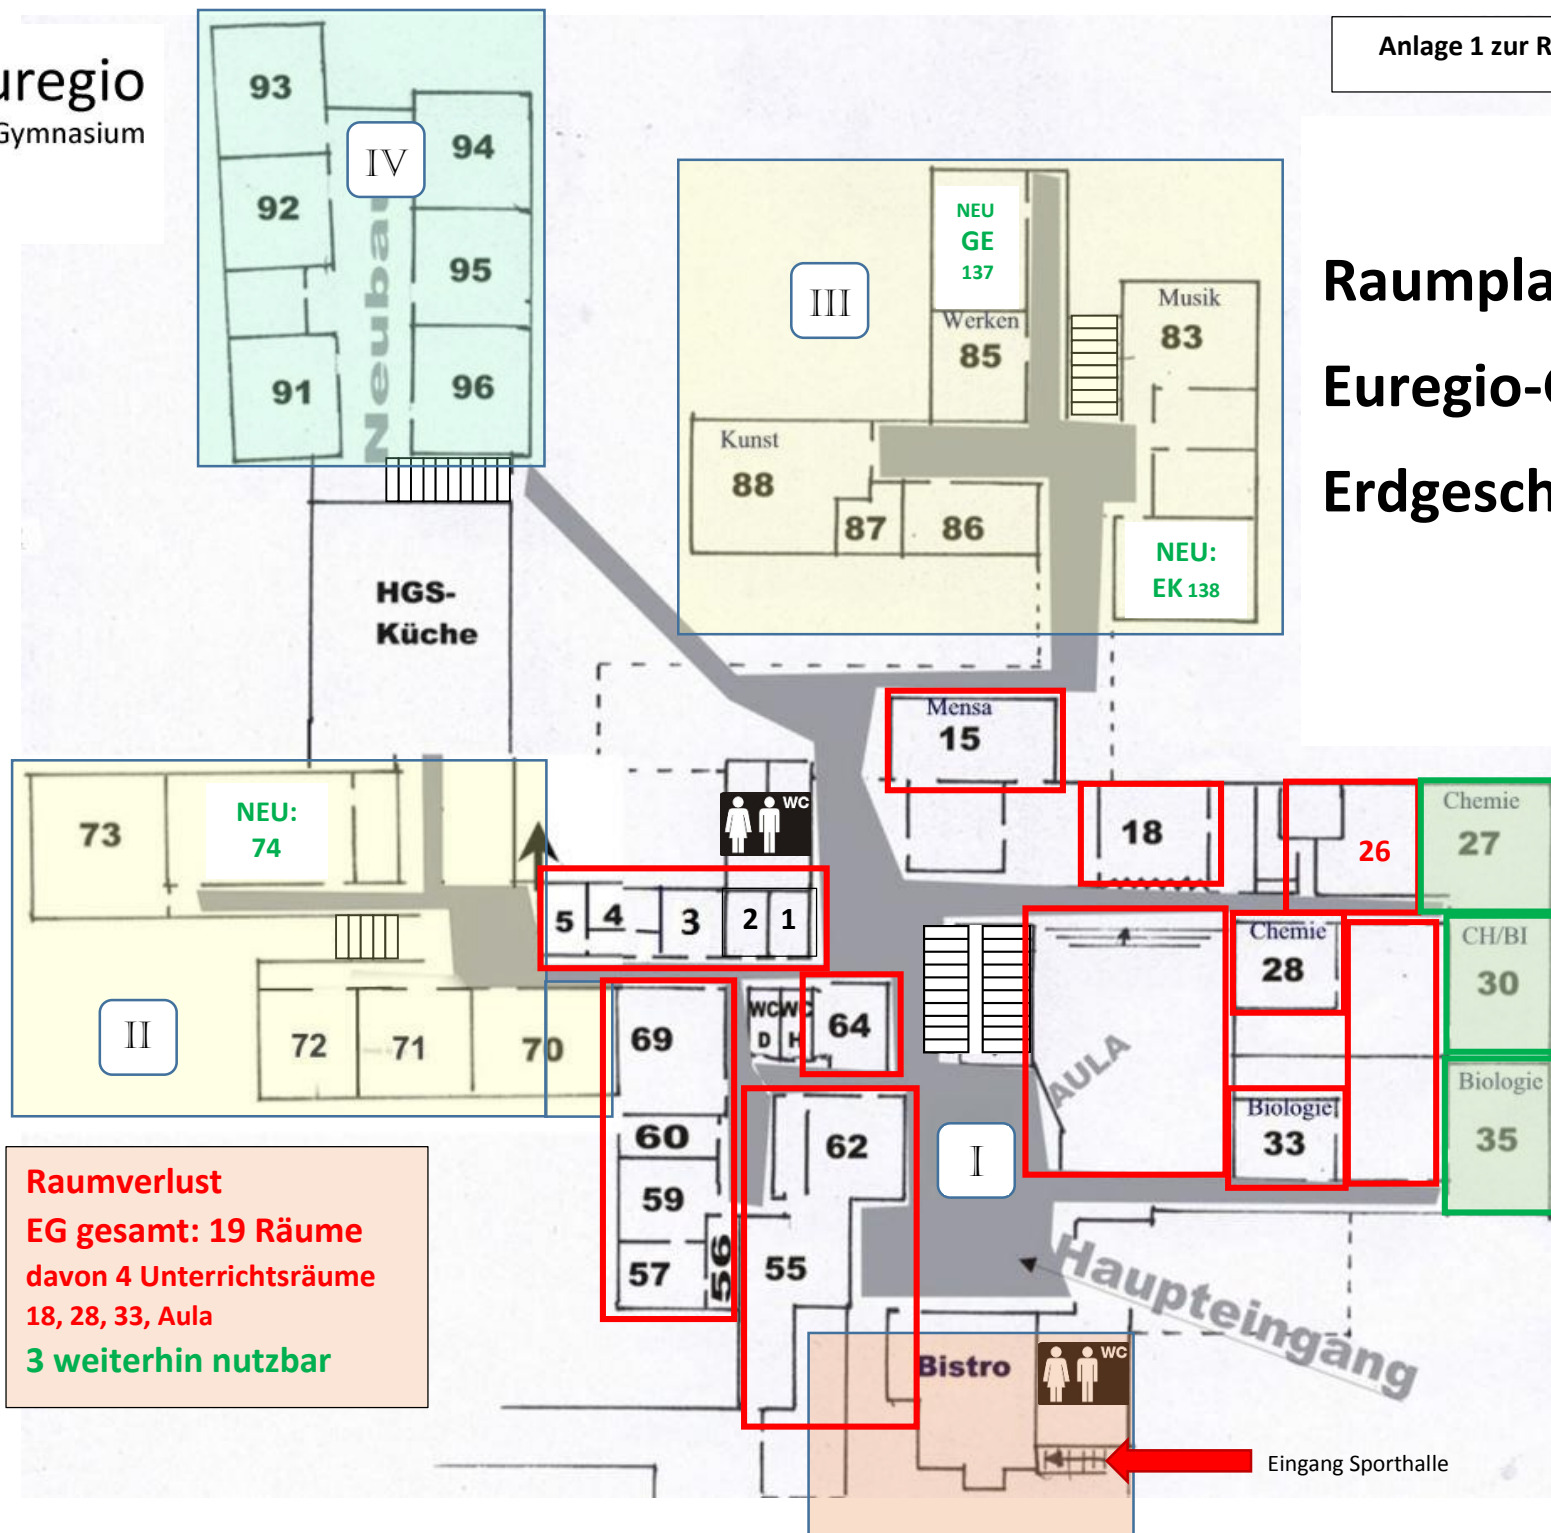 uregio
Gymnasium
Anlage 1 zur R
Raumpla
Euregio-
Erdgesch
93
94
IV
92
95
91
96
Neubau
NEU
GE
137
III
Musik
83
Werken
85
Kunst
88
87
86
NEU:
EK 138
HGS-
Küche
Mensa
15
73
NEU:
74
WC
18
26
Chemie
27
5
4
3
2
1
Chemie
28
CH/BI
30
II
72
71
70
69
WC
D
WC
H
64
AULA
60
62
I
Biologie
33
Biologie
35
59
57
56
55
Raumverlust
EG gesamt: 19 Räume
davon 4 Unterrichtsräume
18, 28, 33, Aula
3 weiterhin nutzbar
Haupteingang
Bistro
WC
Eingang Sporthalle